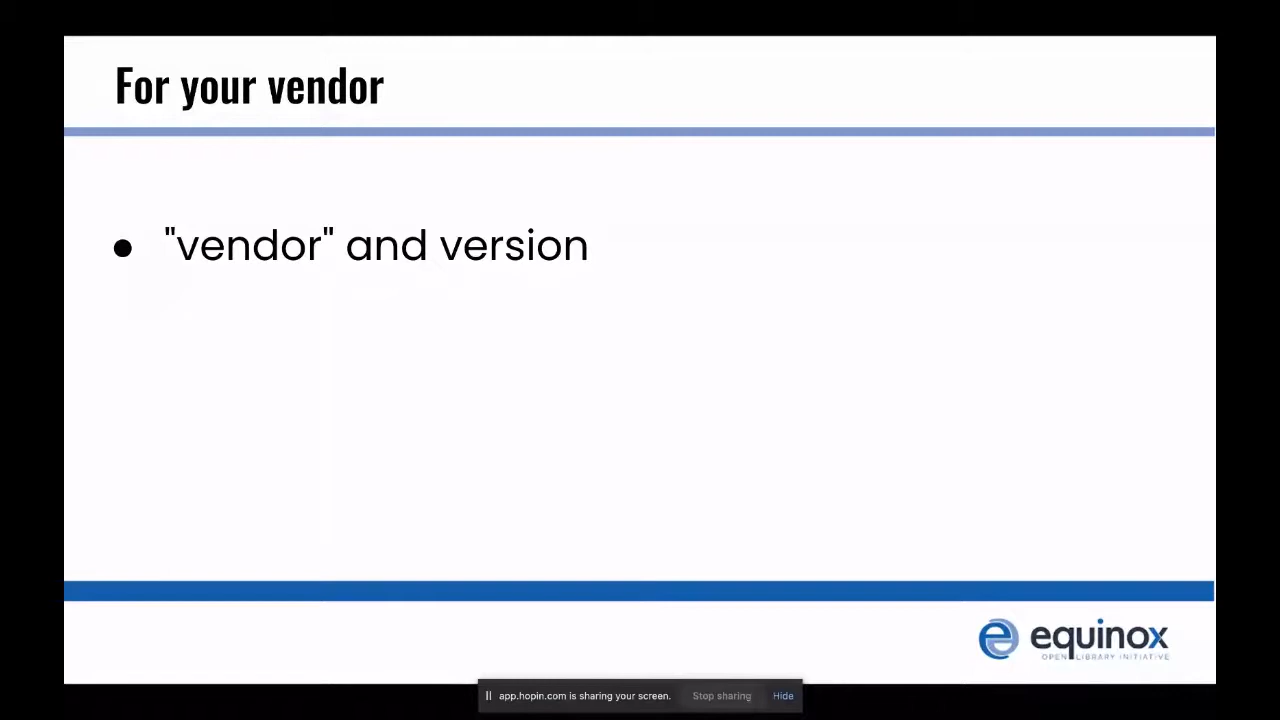 For your vendor
● "vendor" and version
equinox
OPEN LIBRARY INITIATIVE
app.hopin.com is sharing your screen. Stop sharing Hide